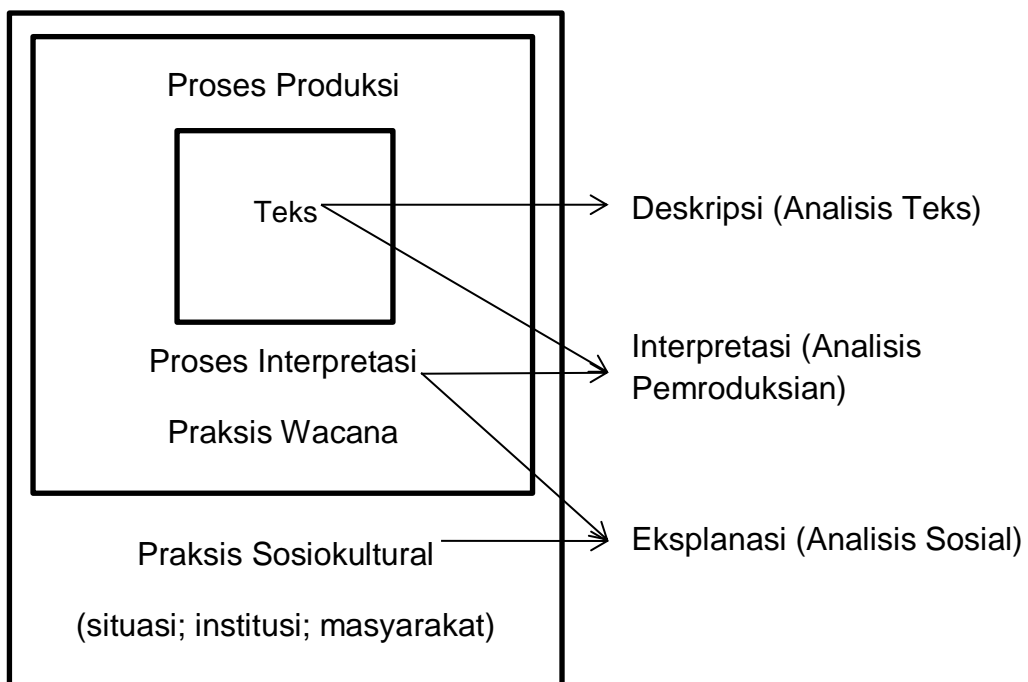 Proses Produksi
Teks
Deskripsi (Analisis Teks)
Proses Interpretasi
Interpretasi (Analisis
Pemroduksian)
Praksis Wacana
Praksis Sosiokultural
Eksplanasi (Analisis Sosial)
(situasi; institusi; masyarakat)